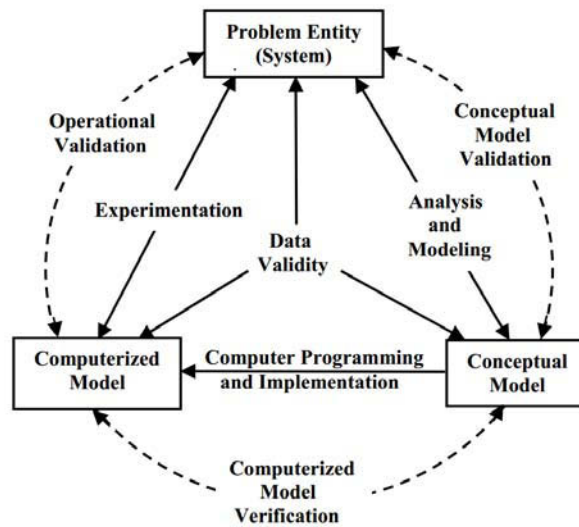 Problem Entity
(System)
Operational
Validation
Conceptual
Model
Validation
Experimentation
Analysis
and
Modeling
Data
Validity
Computerized
Model
Computer Programming
and Implementation
Conceptual
Model
Computerized
Model
Verification